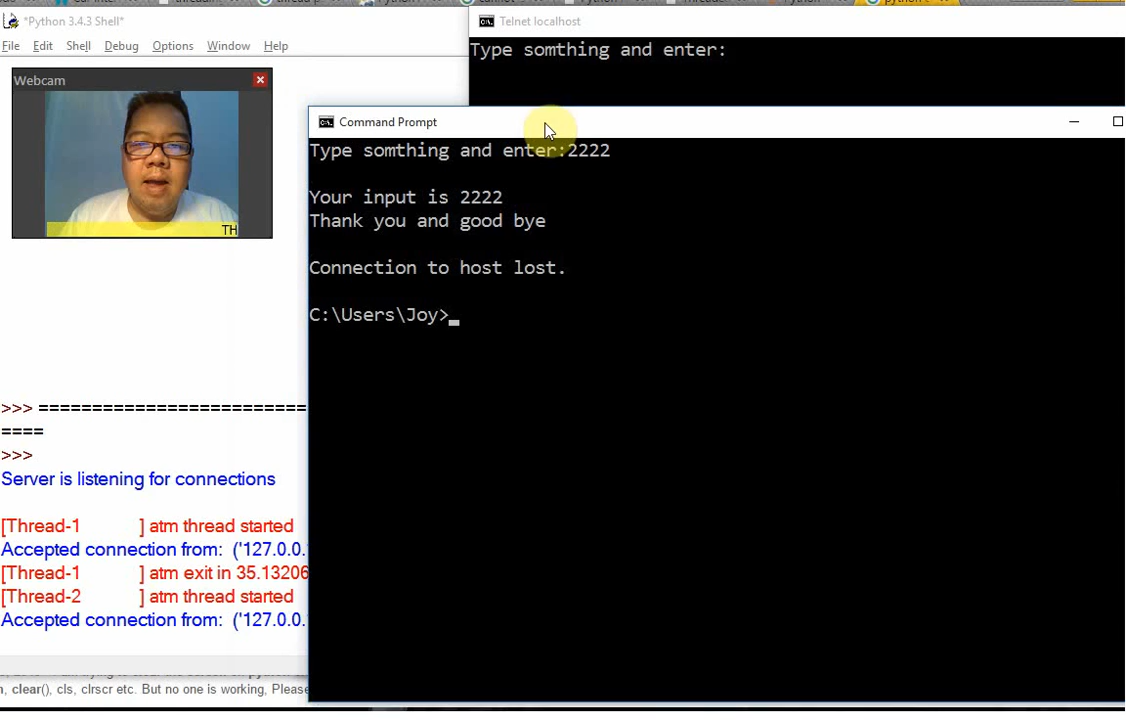 *Python 3.4.3 Shell*
File Edit Shell Debug Options Window Help
Webcam
TH
Telnet localhost
Type somthing and enter:
Command Prompt
Type somthing and enter:2222
Your input is 2222
Thank you and good bye
Connection to host lost.
C:\Users\Joy>_
>>> =========================
====
>>>
Server is listening for connections
[Thread-1 ] atm thread started
Accepted connection from: ('127.0.0.
[Thread-1 ] atm exit in 35.13206
[Thread-2 ] atm thread started
Accepted connection from: ('127.0.0.
, clear(), cls, clrscr etc. But no one is working, Please